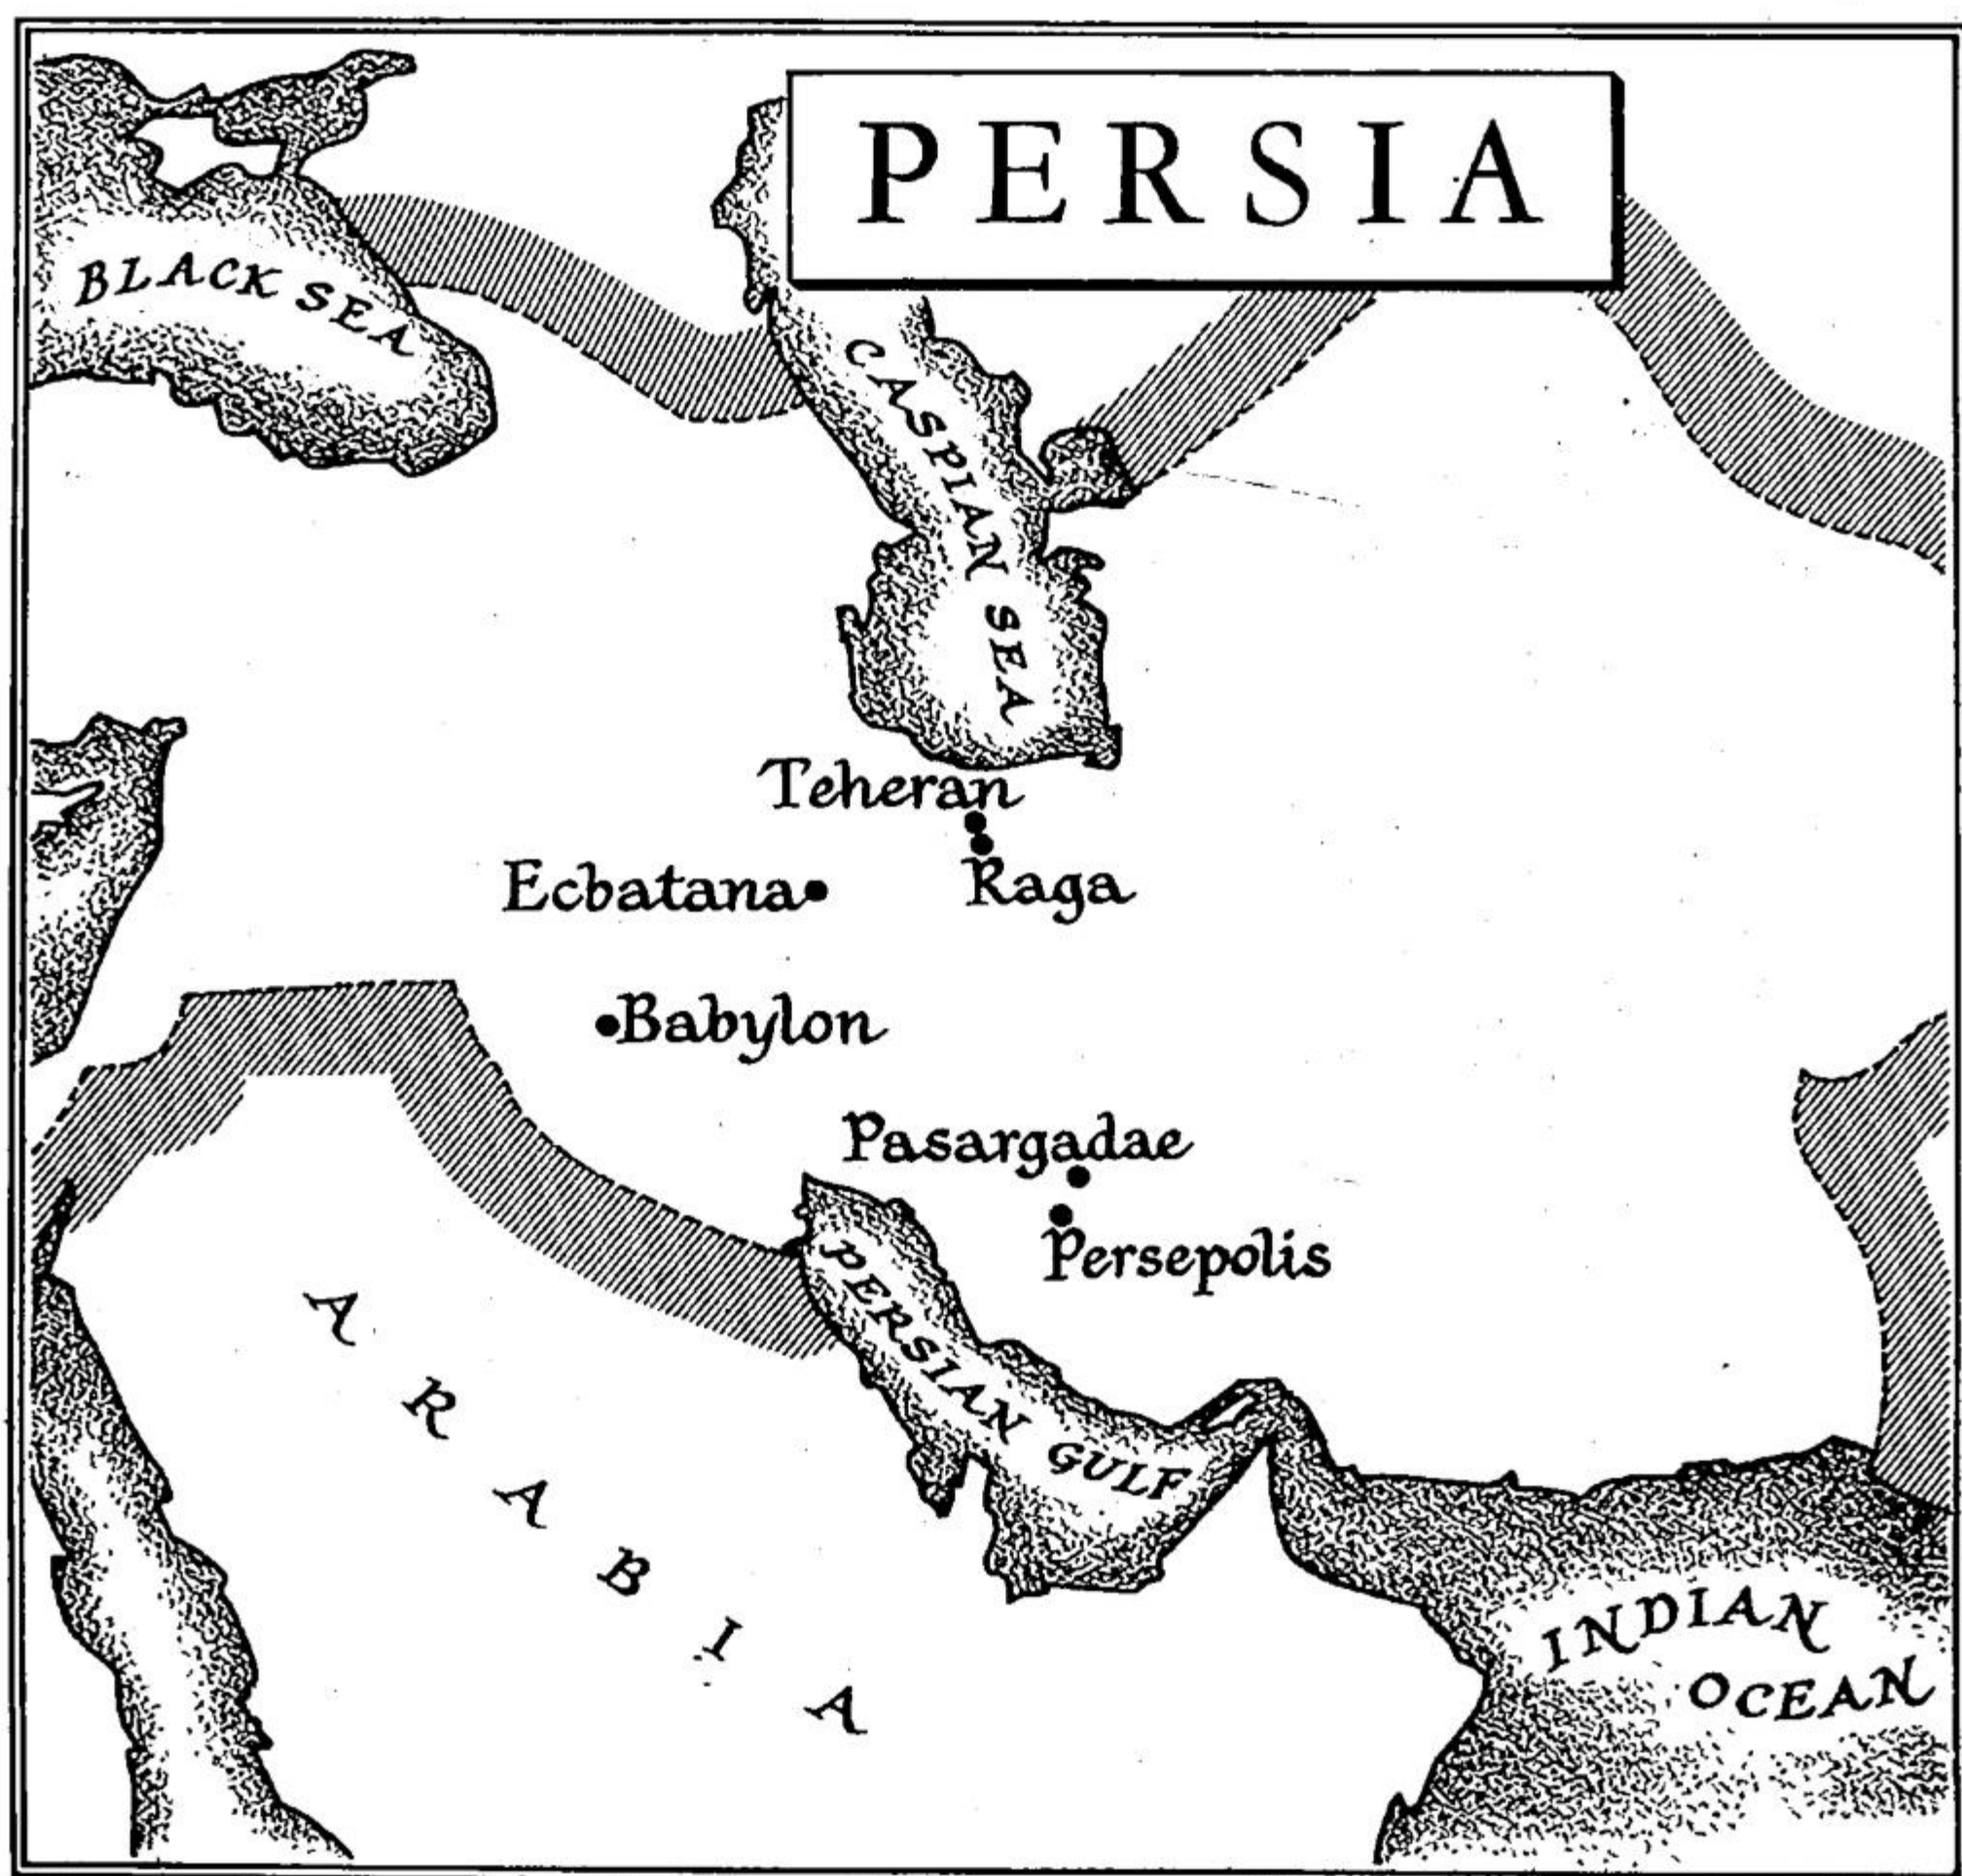 PERSIA
BLACK SEA
CASPIAN SEA
Teheran
Raga
Ecbatana
Babylon
Pasargadae
Persepolis
PERSIAN GULF
ARABIA
INDIAN
OCEAN